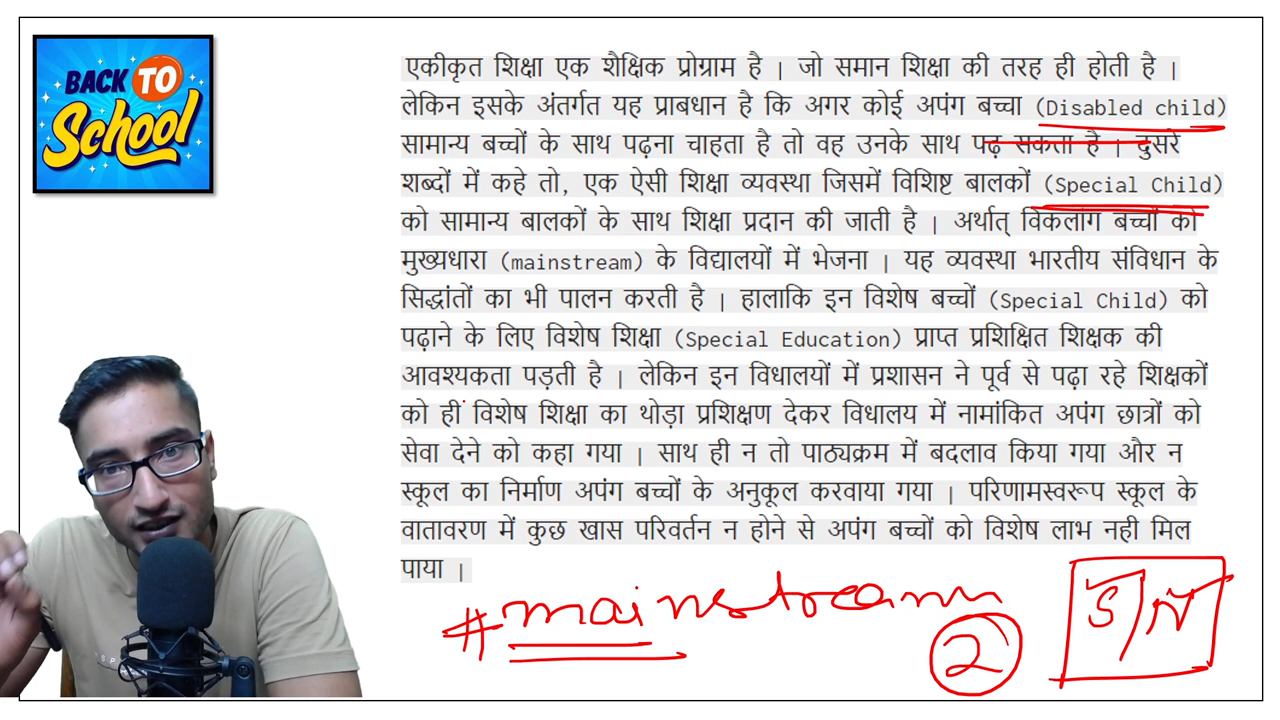 BACK TO
School
एकीकृत शिक्षा एक शैक्षिक प्रोग्राम है | जो समान शिक्षा की तरह ही होती है |
लेकिन इसके अंतर्गत यह प्राबधान है कि अगर कोई अपंग बच्चा (Disabled child)
सामान्य बच्चों के साथ पढ़ना चाहता है तो वह उनके साथ पढ़ सकता है | दुसरे
शब्दों में कहे तो, एक ऐसी शिक्षा व्यवस्था जिसमें विशिष्ट बालकों (Special Child)
को सामान्य बालकों के साथ शिक्षा प्रदान की जाती है | अर्थात् विकलांग बच्चों को
मुख्यधारा (mainstream) के विद्यालयों में भेजना | यह व्यवस्था भारतीय संविधान के
सिद्धांतों का भी पालन करती है | हालाकि इन विशेष बच्चों (Special Child) को
पढ़ाने के लिए विशेष शिक्षा (Special Education) प्राप्त प्रशिक्षित शिक्षक की
आवश्यकता पड़ती है | लेकिन इन विधालयों में प्रशासन ने पूर्व से पढ़ा रहे शिक्षकों
को ही विशेष शिक्षा का थोड़ा प्रशिक्षण देकर विधालय में नामांकित अपंग छात्रों को
सेवा देने को कहा गया | साथ ही न तो पाठ्यक्रम में बदलाव किया गया और न
स्कूल का निर्माण अपंग बच्चों के अनुकूल करवाया गया | परिणामस्वरूप स्कूल के
वातावरण में कुछ खास परिवर्तन न होने से अपंग बच्चों को विशेष लाभ नही मिल
पाया |
#mainstream
2
S/N